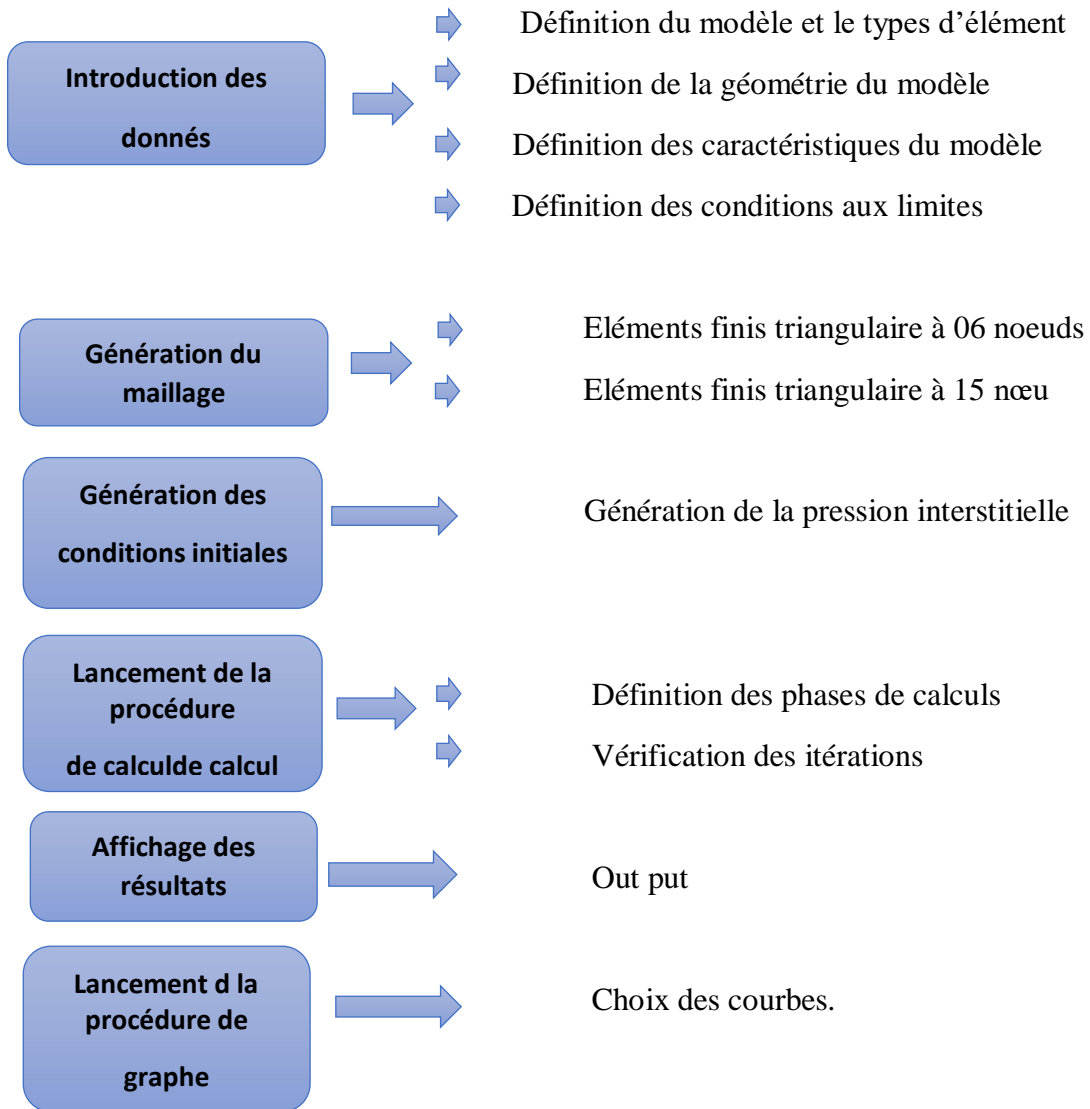 Introduction des
donnés
Définition du modèle et le types d’élément
Définition de la géométrie du modèle
Définition des caractéristiques du modèle
Définition des conditions aux limites
Génération du
maillage
Eléments finis triangulaire à 06 noeuds
Eléments finis triangulaire à 15 nœu
Génération des
conditions initiales
Génération de la pression interstitielle
Lancement de la
procédure
de calculde calcul
Définition des phases de calculs
Vérification des itérations
Affichage des
résultats
Out put
Lancement d la
procédure de
graphe
Choix des courbes.